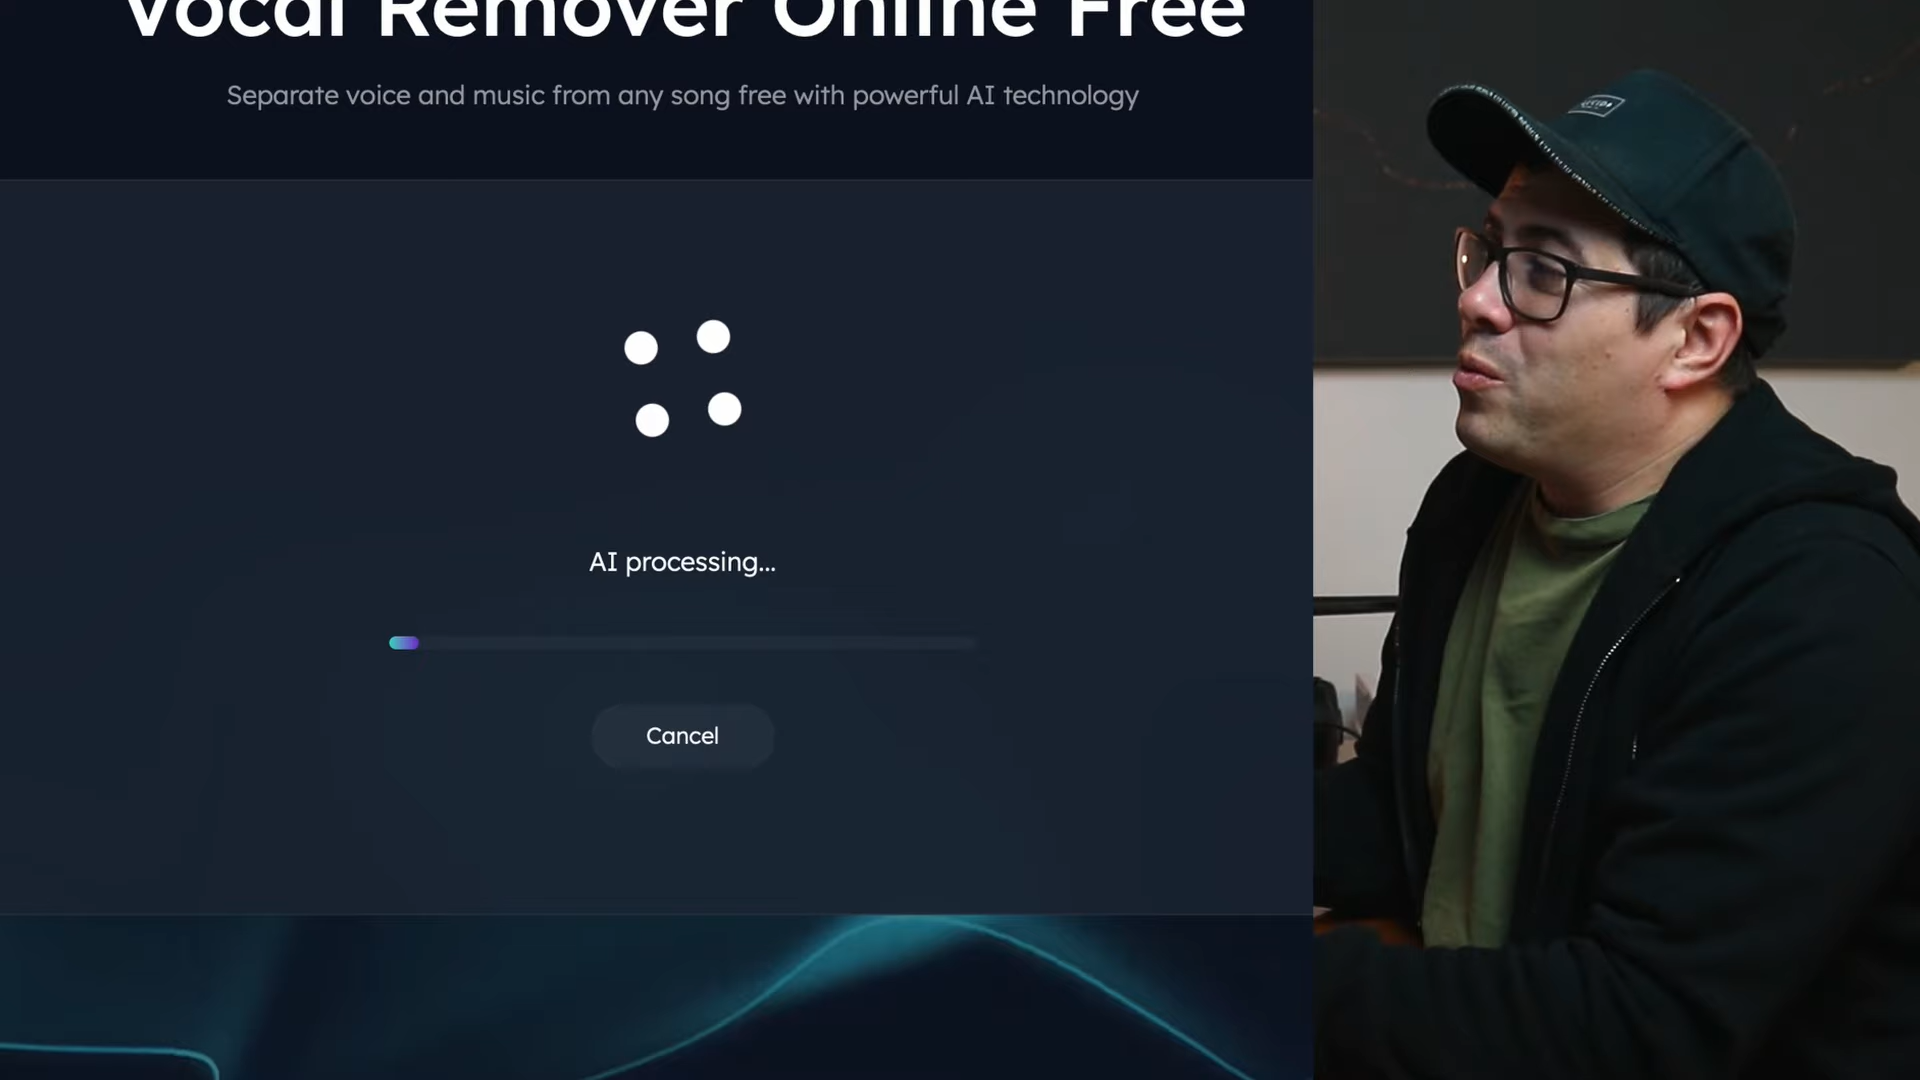 Vocal Remover Online Free
Separate voice and music from any song free with powerful AI technology
AI processing...
Cancel